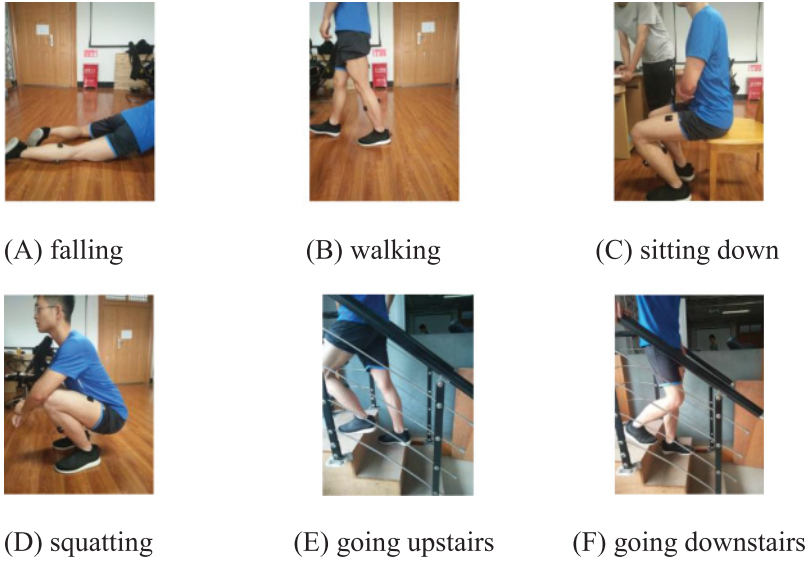 (A) falling
(B) walking
(C) sitting down
(D) squatting
(E) going upstairs
(F) going downstairs